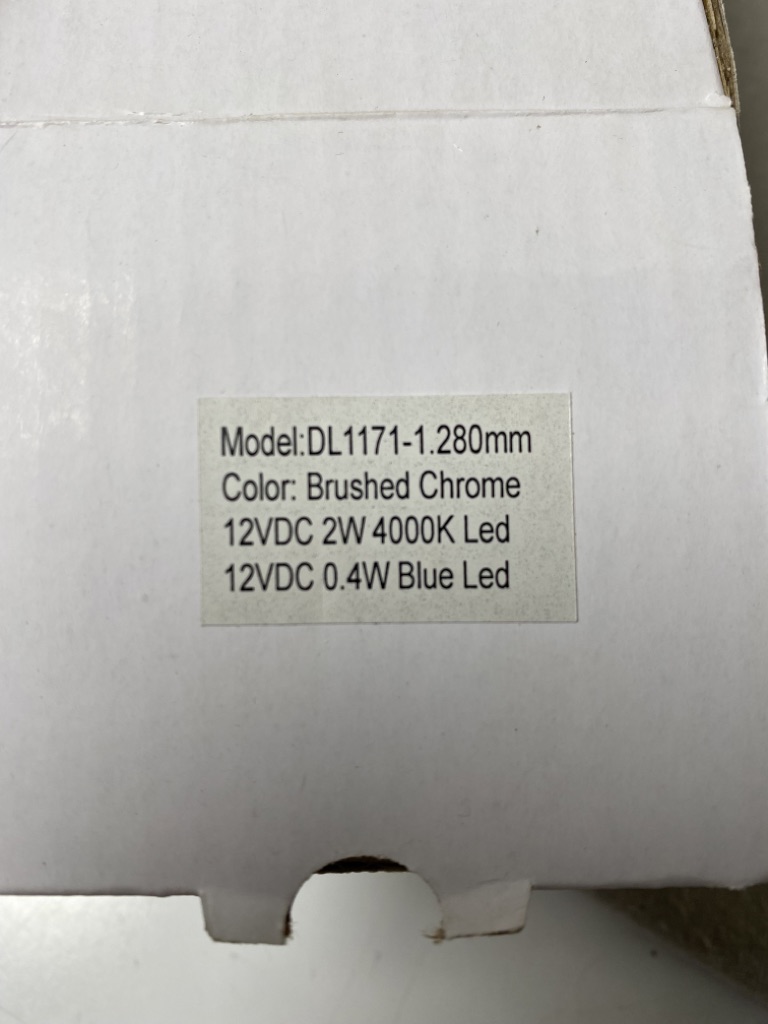 Model:DL1171-1.280mm
Color: Brushed Chrome
12VDC 2W 4000K Led
12VDC 0.4W Blue Led